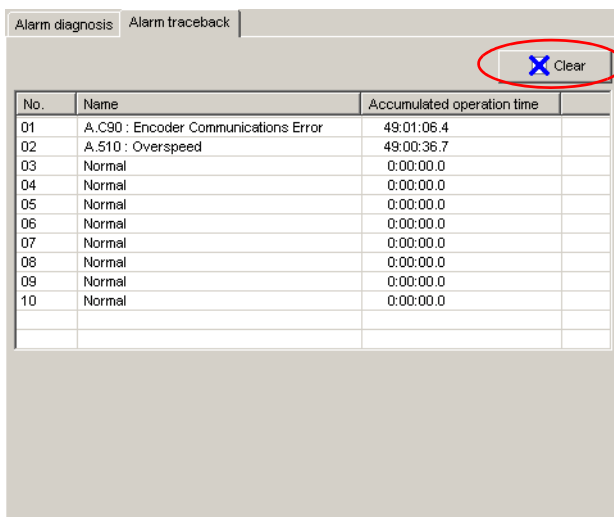 Alarm diagnosis Alarm traceback
Clear
No. Name Accumulated operation time
01 A.C90 : Encoder Communications Error 49:01:06.4
02 A.510 : Overspeed 49:00:36.7
03 Normal 0:00:00.0
04 Normal 0:00:00.0
05 Normal 0:00:00.0
06 Normal 0:00:00.0
07 Normal 0:00:00.0
08 Normal 0:00:00.0
09 Normal 0:00:00.0
10 Normal 0:00:00.0